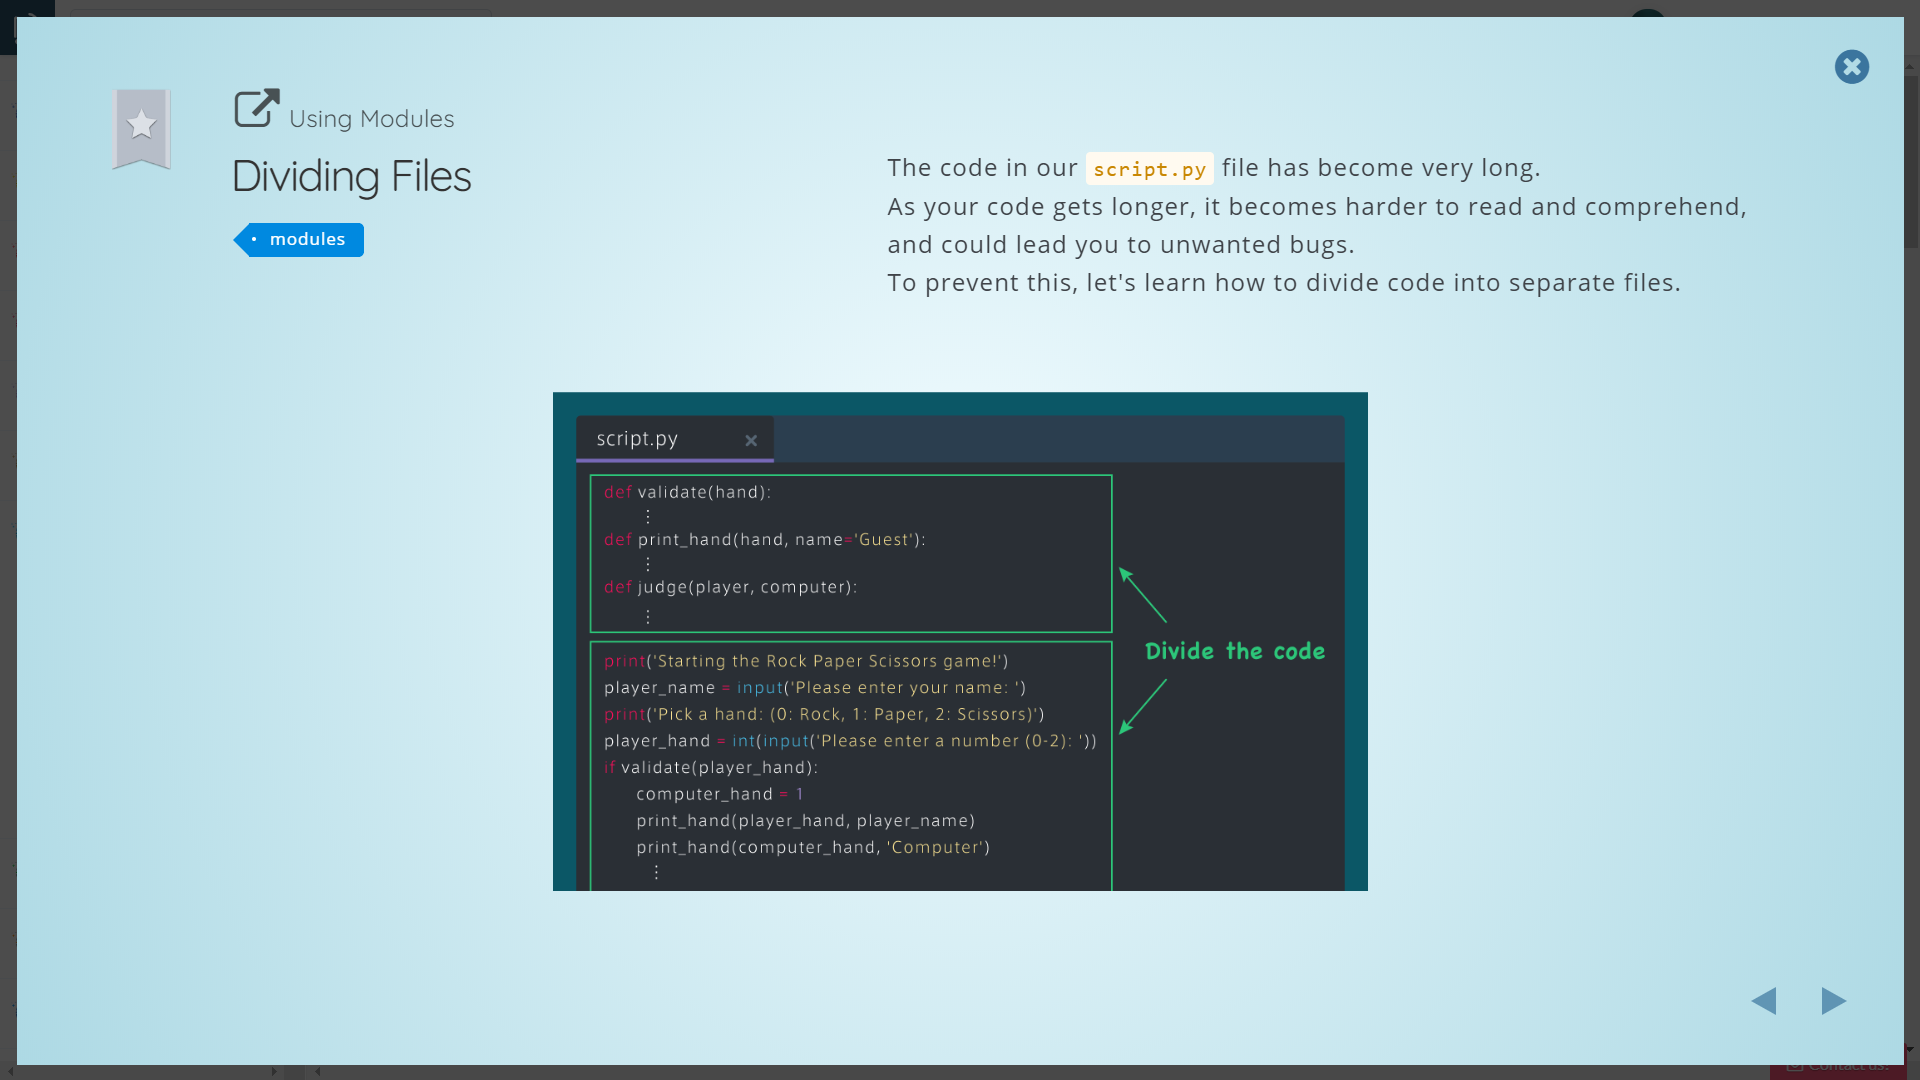 Using Modules
Dividing Files
• modules
The code in our script.py file has become very long.
As your code gets longer, it becomes harder to read and comprehend,
and could lead you to unwanted bugs.
To prevent this, let's learn how to divide code into separate files.
script.py ×
def validate(hand):
⋮
def print_hand(hand, name='Guest'):
⋮
def judge(player, computer):
⋮
Divide the code
print('Starting the Rock Paper Scissors game!')
player_name = input('Please enter your name: ')
print('Pick a hand: (0: Rock, 1: Paper, 2: Scissors)')
player_hand = int(input('Please enter a number (0-2): '))
if validate(player_hand):
computer_hand = 1
print_hand(player_hand, player_name)
print_hand(computer_hand, 'Computer')
⋮
Contact us!